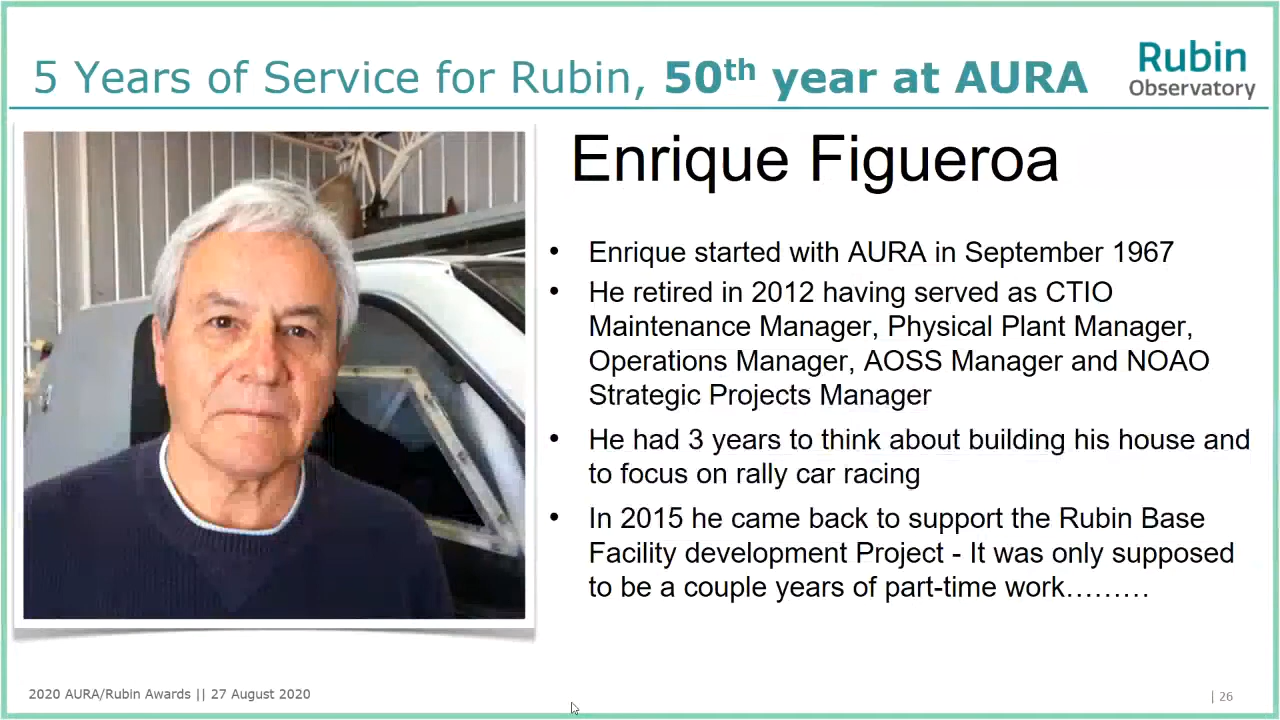 5 Years of Service for Rubin, 50th year at AURA
Rubin
Observatory
Enrique Figueroa
• Enrique started with AURA in September 1967
• He retired in 2012 having served as CTIO
Maintenance Manager, Physical Plant Manager,
Operations Manager, AOSS Manager and NOAO
Strategic Projects Manager
• He had 3 years to think about building his house and
to focus on rally car racing
• In 2015 he came back to support the Rubin Base
Facility development Project - It was only supposed
to be a couple years of part-time work………
2020 AURA/Rubin Awards || 27 August 2020
| 26